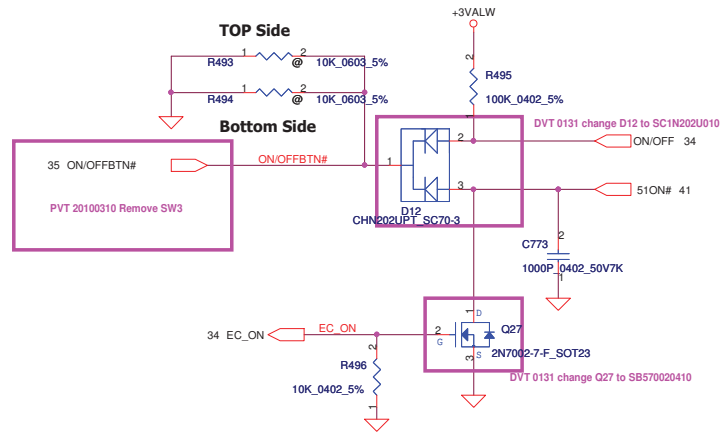 +3VALW
TOP Side
1 2
R493 @ 10K_0603_5%
1 2
R494 @ 10K_0603_5%
2
R495
100K_0402_5%
1
Bottom Side
DVT 0131 change D12 to SC1N202U010
2
ON/OFF 34
35 ON/OFFBTN#
ON/OFFBTN#
1
3
51ON# 41
PVT 20100310 Remove SW3
D12
CHN202UPT_SC70-3
2
C773
1000P_0402_50V7K
1
1
D
34 EC_ON
EC_ON
2
G
Q27
2N7002-7-F_SOT23
S
3
2
R496
10K_0402_5%
1
DVT 0131 change Q27 to SB570020410